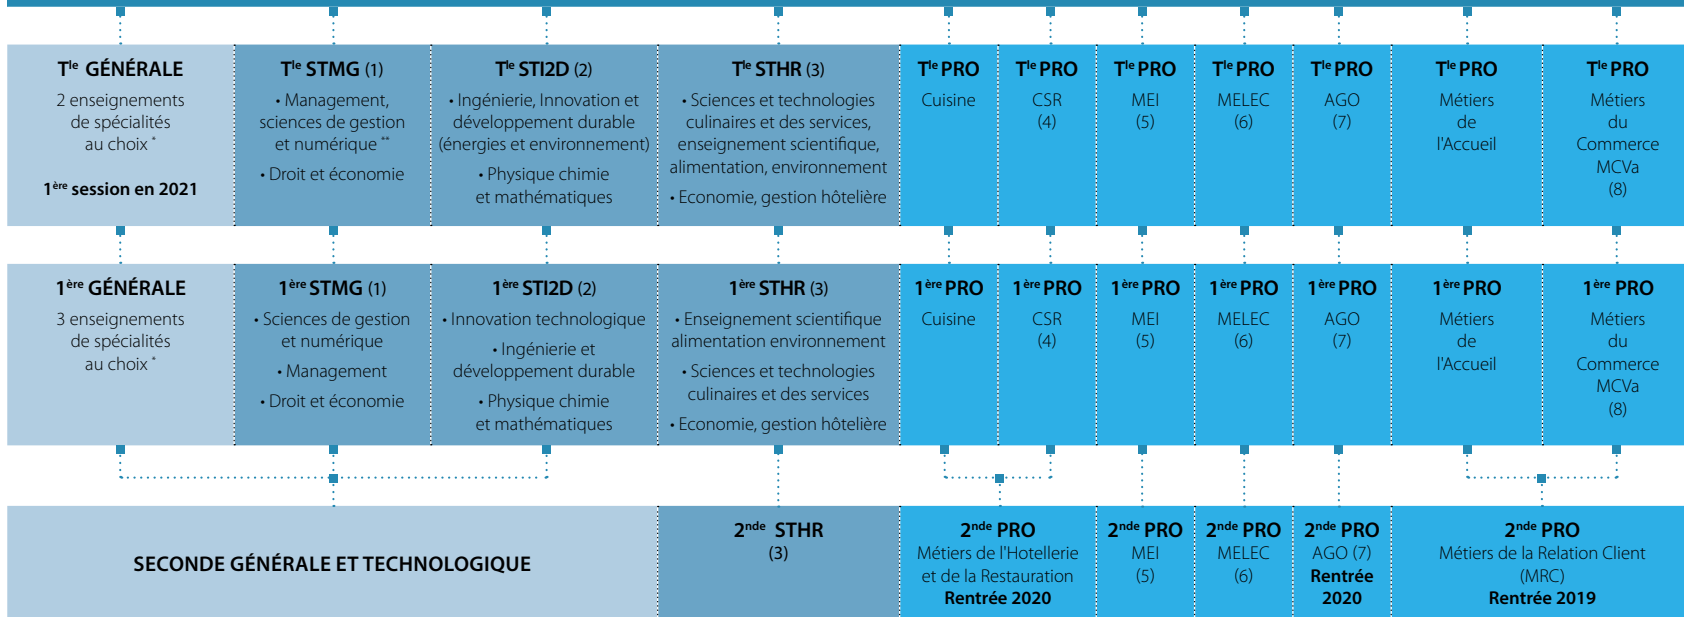 Tle GÉNÉRALE
2 enseignements
de spécialités
au choix *
1ère session en 2021
Tle STMG (1)
• Management,
sciences de gestion
et numérique **
• Droit et économie
Tle STI2D (2)
• Ingénierie, Innovation et
développement durable
(énergies et environnement)
• Physique chimie
et mathématiques
Tle STHR (3)
• Sciences et technologies
culinaires et des services,
enseignement scientifique,
alimentation, environnement
• Economie, gestion hôtelière
Tle PRO
Cuisine
Tle PRO
CSR
(4)
Tle PRO
MEI
(5)
Tle PRO
MELEC
(6)
Tle PRO
AGO
(7)
Tle PRO
Métiers
de
l'Accueil
Tle PRO
Métiers
du
Commerce
MCVa
(8)
1ère GÉNÉRALE
3 enseignements
de spécialités
au choix *
1ère STMG (1)
• Sciences de gestion
et numérique
• Management
• Droit et économie
1ère STI2D (2)
• Innovation technologique
• Ingénierie et
développement durable
• Physique chimie
et mathématiques
1ère STHR (3)
• Enseignement scientifique
alimentation environnement
• Sciences et technologies
culinaires et des services
• Economie, gestion hôtelière
1ère PRO
Cuisine
1ère PRO
CSR
(4)
1ère PRO
MEI
(5)
1ère PRO
MELEC
(6)
1ère PRO
AGO
(7)
1ère PRO
Métiers
de
l'Accueil
1ère PRO
Métiers
du
Commerce
MCVa
(8)
SECONDE GÉNÉRALE ET TECHNOLOGIQUE
2nde STHR
(3)
2nde PRO
Métiers de l'Hotellerie
et de la Restauration
Rentrée 2020
2nde PRO
MEI
(5)
2nde PRO
MELEC
(6)
2nde PRO
AGO (7)
Rentrée
2020
2nde PRO
Métiers de la Relation Client
(MRC)
Rentrée 2019